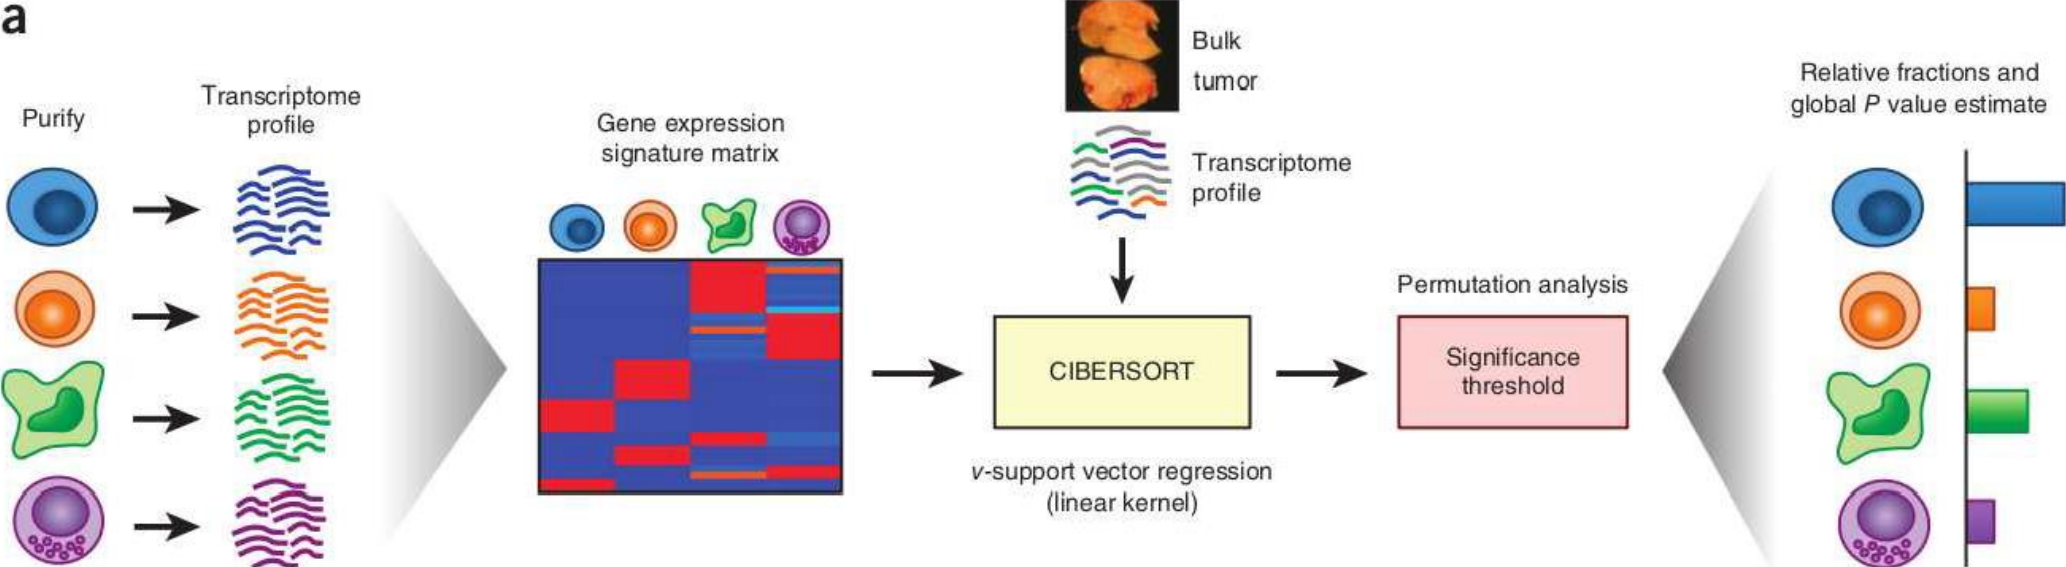 a
Purify
Transcriptome
profile
Gene expression
signature matrix
Bulk
tumor
Transcriptome
profile
CIBERSORT
ν-support vector regression
(linear kernel)
Permutation analysis
Significance
threshold
Relative fractions and
global P value estimate